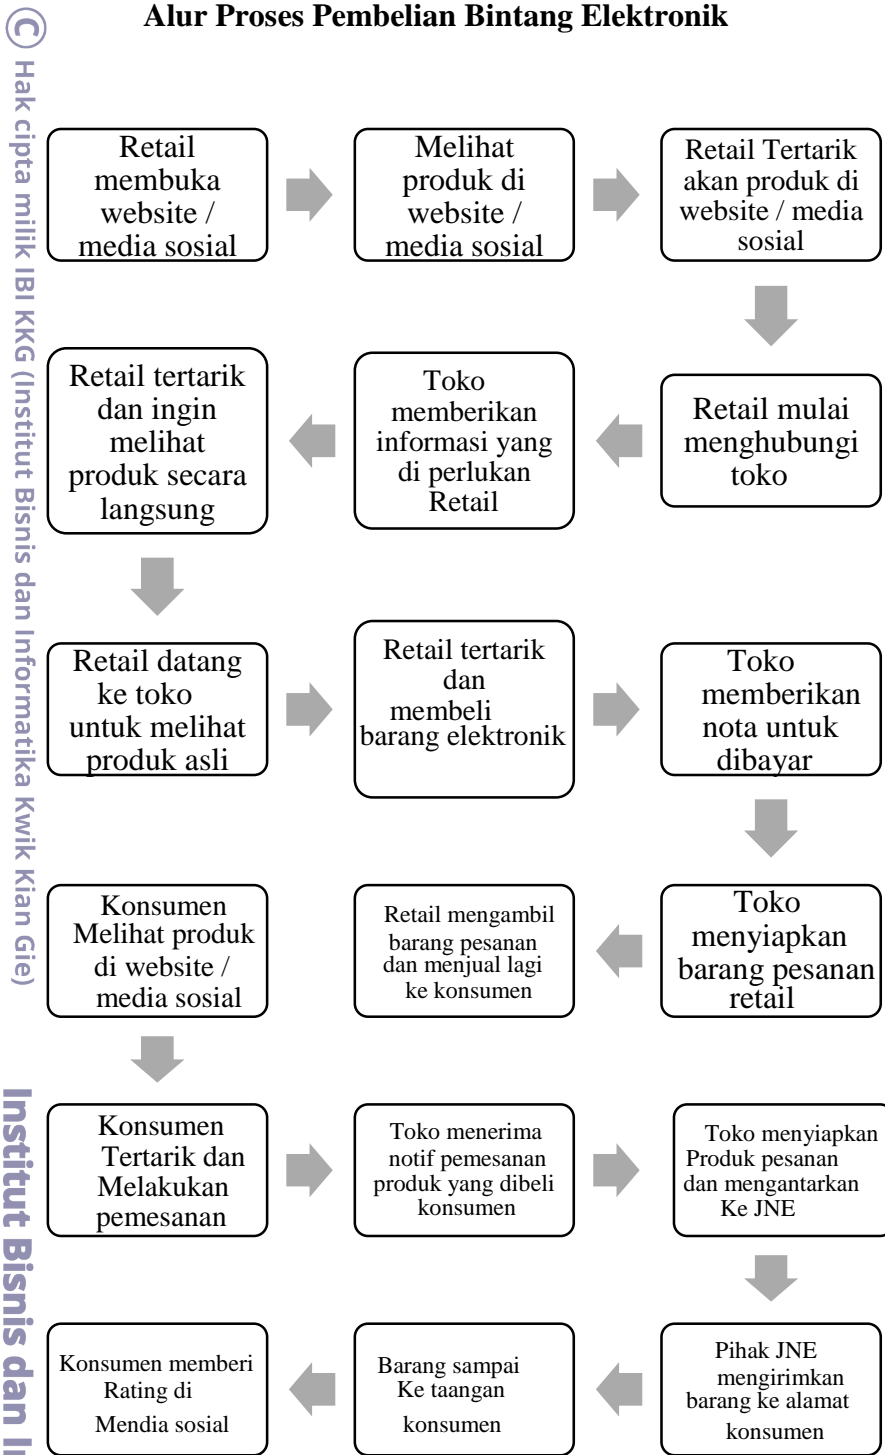 Alur Proses Pembelian Bintang Elektronik
Retail
membuka
website /
media sosial
Melihat
produk di
website /
media sosial
Retail Tertarik
akan produk di
website / media
sosial
Retail mulai
menghubungi
toko
Toko
memberikan
informasi yang
di perlukan
Retail
Retail tertarik
dan ingin
melihat
produk secara
langsung
Retail datang
ke toko
untuk melihat
produk asli
Retail tertarik
dan
membeli
barang elektronik
Toko
memberikan
nota untuk
dibayar
Toko
menyiapkan
barang pesanan
retail
Retail mengambil
barang pesanan
dan menjual lagi
ke konsumen
Konsumen
Melihat produk
di website /
media sosial
Konsumen
Tertarik dan
Melakukan
pemesanan
Toko menerima
notif pemesanan
produk yang dibeli
konsumen
Toko menyiapkan
Produk pesanan
dan mengantarkan
Ke JNE
Pihak JNE
mengirimkan
barang ke alamat
konsumen
Barang sampai
Ke taangan
konsumen
Konsumen memberi
Rating di
Mendia sosial
© Hak cipta milik IBI KKG (Institut Bisnis dan Informatika Kwik Kian Gie)
Institut Bisnis dan